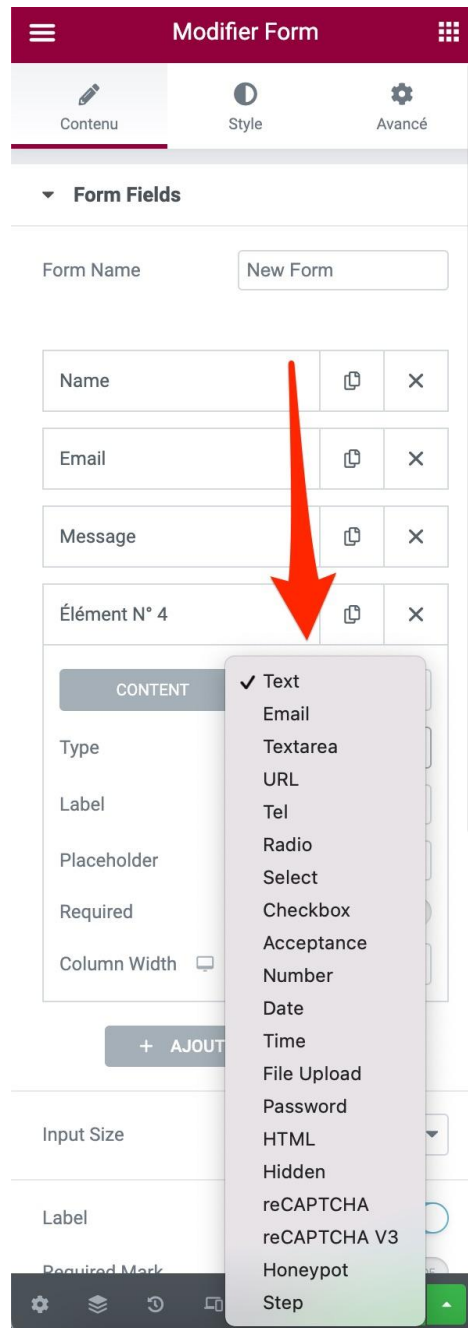 Modifier Form
Contenu
Style
Avancé
Form Fields
Form Name
New Form
Name
Email
Message
Élément N° 4
CONTENT
Type
Label
Placeholder
Required
Column Width
✓ Text
Email
Textarea
URL
Tel
Radio
Select
Checkbox
Acceptance
Number
Date
Time
File Upload
Password
HTML
Hidden
reCAPTCHA
reCAPTCHA V3
Honeypot
Step
+ AJOUT
Input Size
Label
Required Mark